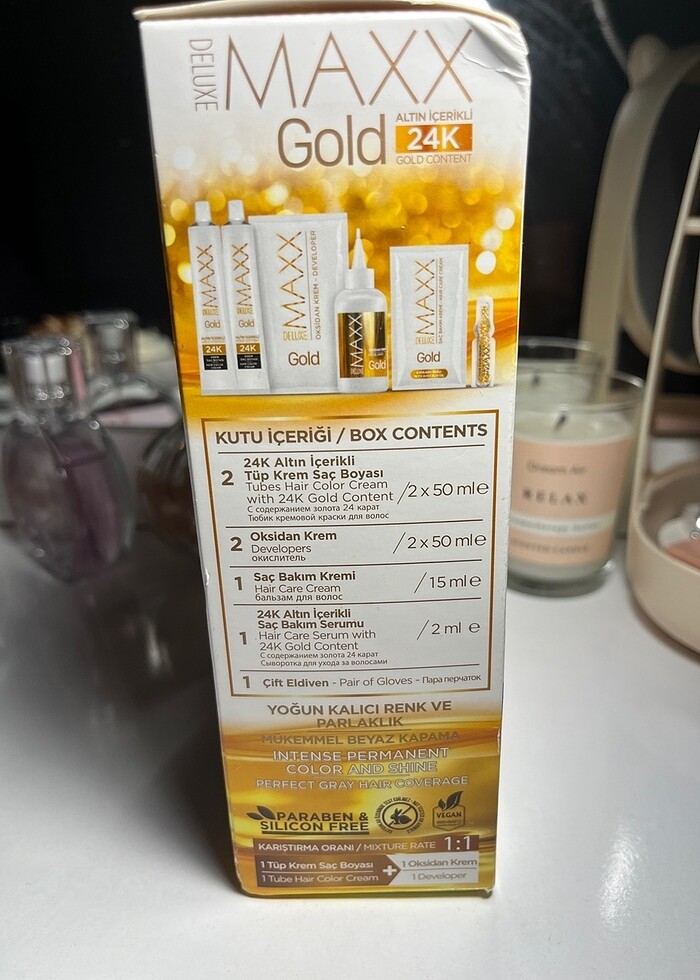 DELUXE
MAXX
Gold
ALTIN İÇERİKLİ
24K
GOLD CONTENT
DELUXE MAXX
Gold
24K
DELUXE MAXX
Gold
24K
DELUXE MAXX
OKSİDAN KREM - DEVELOPER
Gold
DELUXE MAXX
Gold
DELUXE MAXX
SAÇ BAKIM KREMİ - HAIR CARE CREAM
Gold
KUTU İÇERİĞİ / BOX CONTENTS
2
24K Altın İçerikli
Tüp Krem Saç Boyası
Tubes Hair Color Cream
with 24K Gold Content
С содержанием золота 24 карат
Тюбик кремовой краски для волос
/2 x 50 ml e
2
Oksidan Krem
Developers
окислитель
/2 x 50 ml e
1
Saç Bakım Kremi
Hair Care Cream
бальзам для волос
/ 15 ml e
1
24K Altın İçerikli
Saç Bakım Serumu
Hair Care Serum with
24K Gold Content
С содержанием золота 24 карат
Сыворотка для ухода за волосами
/ 2 ml e
1 Çift Eldiven - Pair of Gloves - Пара перчаток
YOĞUN KALICI RENK VE
PARLAKLIK
MÜKEMMEL BEYAZ KAPAMA
INTENSE PERMANENT
COLOR AND SHINE
PERFECT GRAY HAIR COVERAGE
PARABEN &
SILICON FREE
VEGAN
KARIŞTIRMA ORANI / MIXTURE RATE 1:1
1 Tüp Krem Saç Boyası
1 Tube Hair Color Cream
+
1 Oksidan Krem
1 Developer
Dream On
RELAX